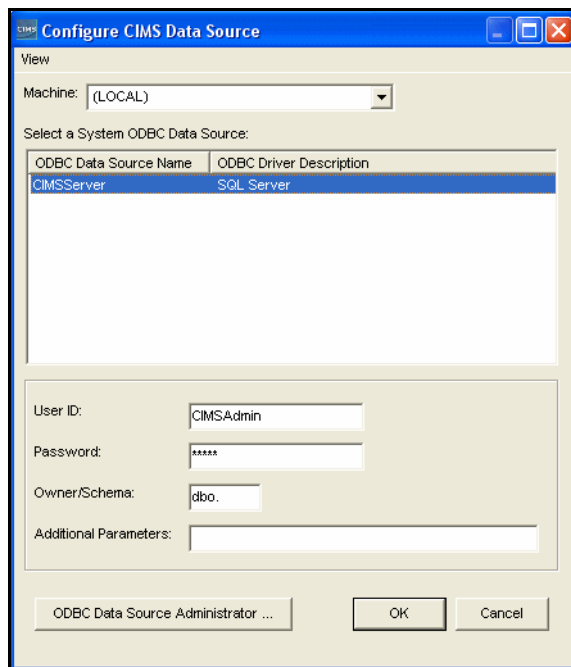 CIMS Configure CIMS Data Source
View
Machine: (LOCAL)
Select a System ODBC Data Source:
ODBC Data Source Name ODBC Driver Description
CIMSServer SQL Server
User ID: CIMSAdmin
Password: *****
Owner/Schema: dbo.
Additional Parameters:
ODBC Data Source Administrator ... OK Cancel